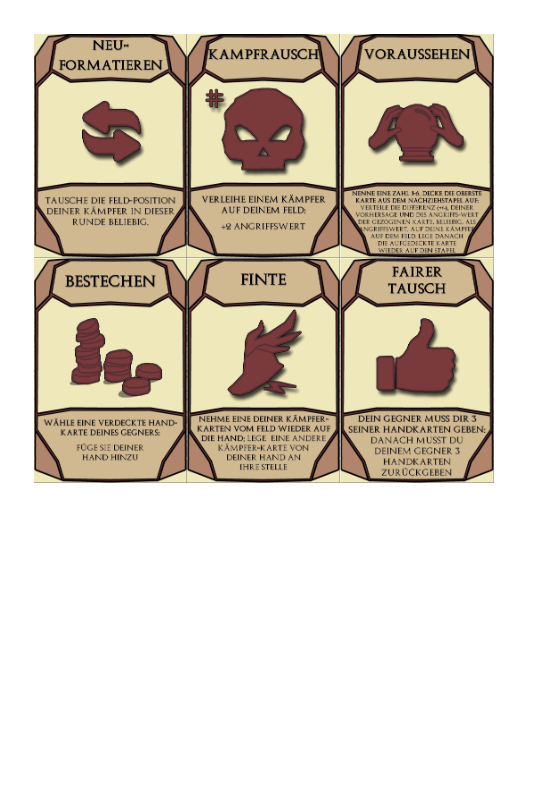 NEU-
FORMATIEREN
TAUSCHE DIE FELD-POSITION
DEINER KÄMPFER IN DIESER
RUNDE BELIEBIG.
KAMPFRAUSCH
#
VERLEIHE EINEM KÄMPFER
AUF DEINEM FELD:
+2 ANGRIFFSWERT
VORAUSSEHEN
NENNE EINE ZAHL 1-6. DECKE DIE OBERSTE
KARTE AUS DEM NACHZIEHSTAPEL AUF:
VERTEILE DIE DIFFERENZ (+1), DEINER
VORHERSAGE UND DES ANGRIFFS-WERT
DER GEZOGENEN KARTE, BELIEBIG, ALS
ANGRIFFSWERT, AUF DEINE KÄMPFER
AUF DEM FELD. LEGE DANACH
DIE AUFGEDECKTE KARTE
WIEDER AUF DEN STAPEL
BESTECHEN
WÄHLE EINE VERDECKTE HAND-
KARTE DEINES GEGNERS:
FÜGE SIE DEINER
HAND HINZU
FINTE
NEHME EINE DEINER KÄMPFER-
KARTEN VOM FELD WIEDER AUF
DIE HAND; LEGE EINE ANDERE
KÄMPFER-KARTE VON
DEINER HAND AN
IHRE STELLE
FAIRER
TAUSCH
DEIN GEGNER MUSS DIR 3
SEINER HANDKARTEN GEBEN;
DANACH MUSST DU
DEINEM GEGNER 3
HANDKARTEN
ZURÜCKGEBEN